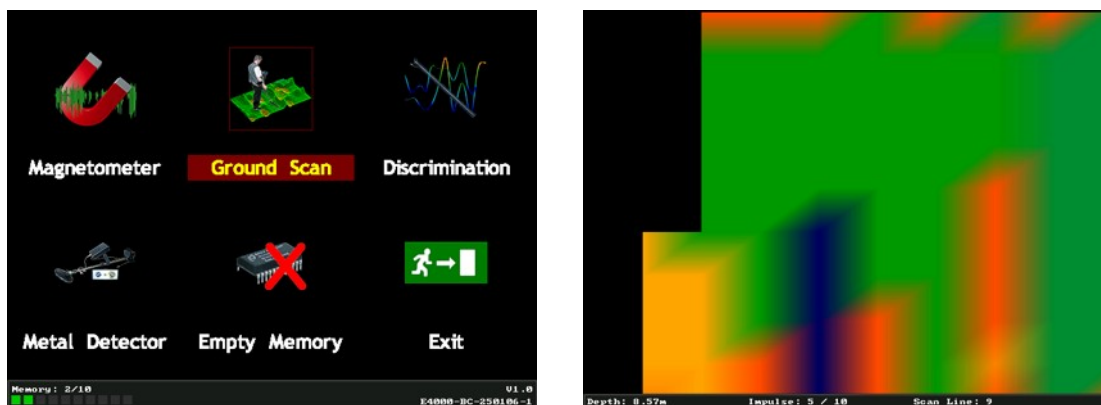 Magnetometer Ground Scan Discrimination
Metal Detector Empty Memory Exit
Memory: 2/10 V1.0
E4000-BC-250106-1
Depth: 8.57m Impulse: 5 / 10 Scan Line: 9